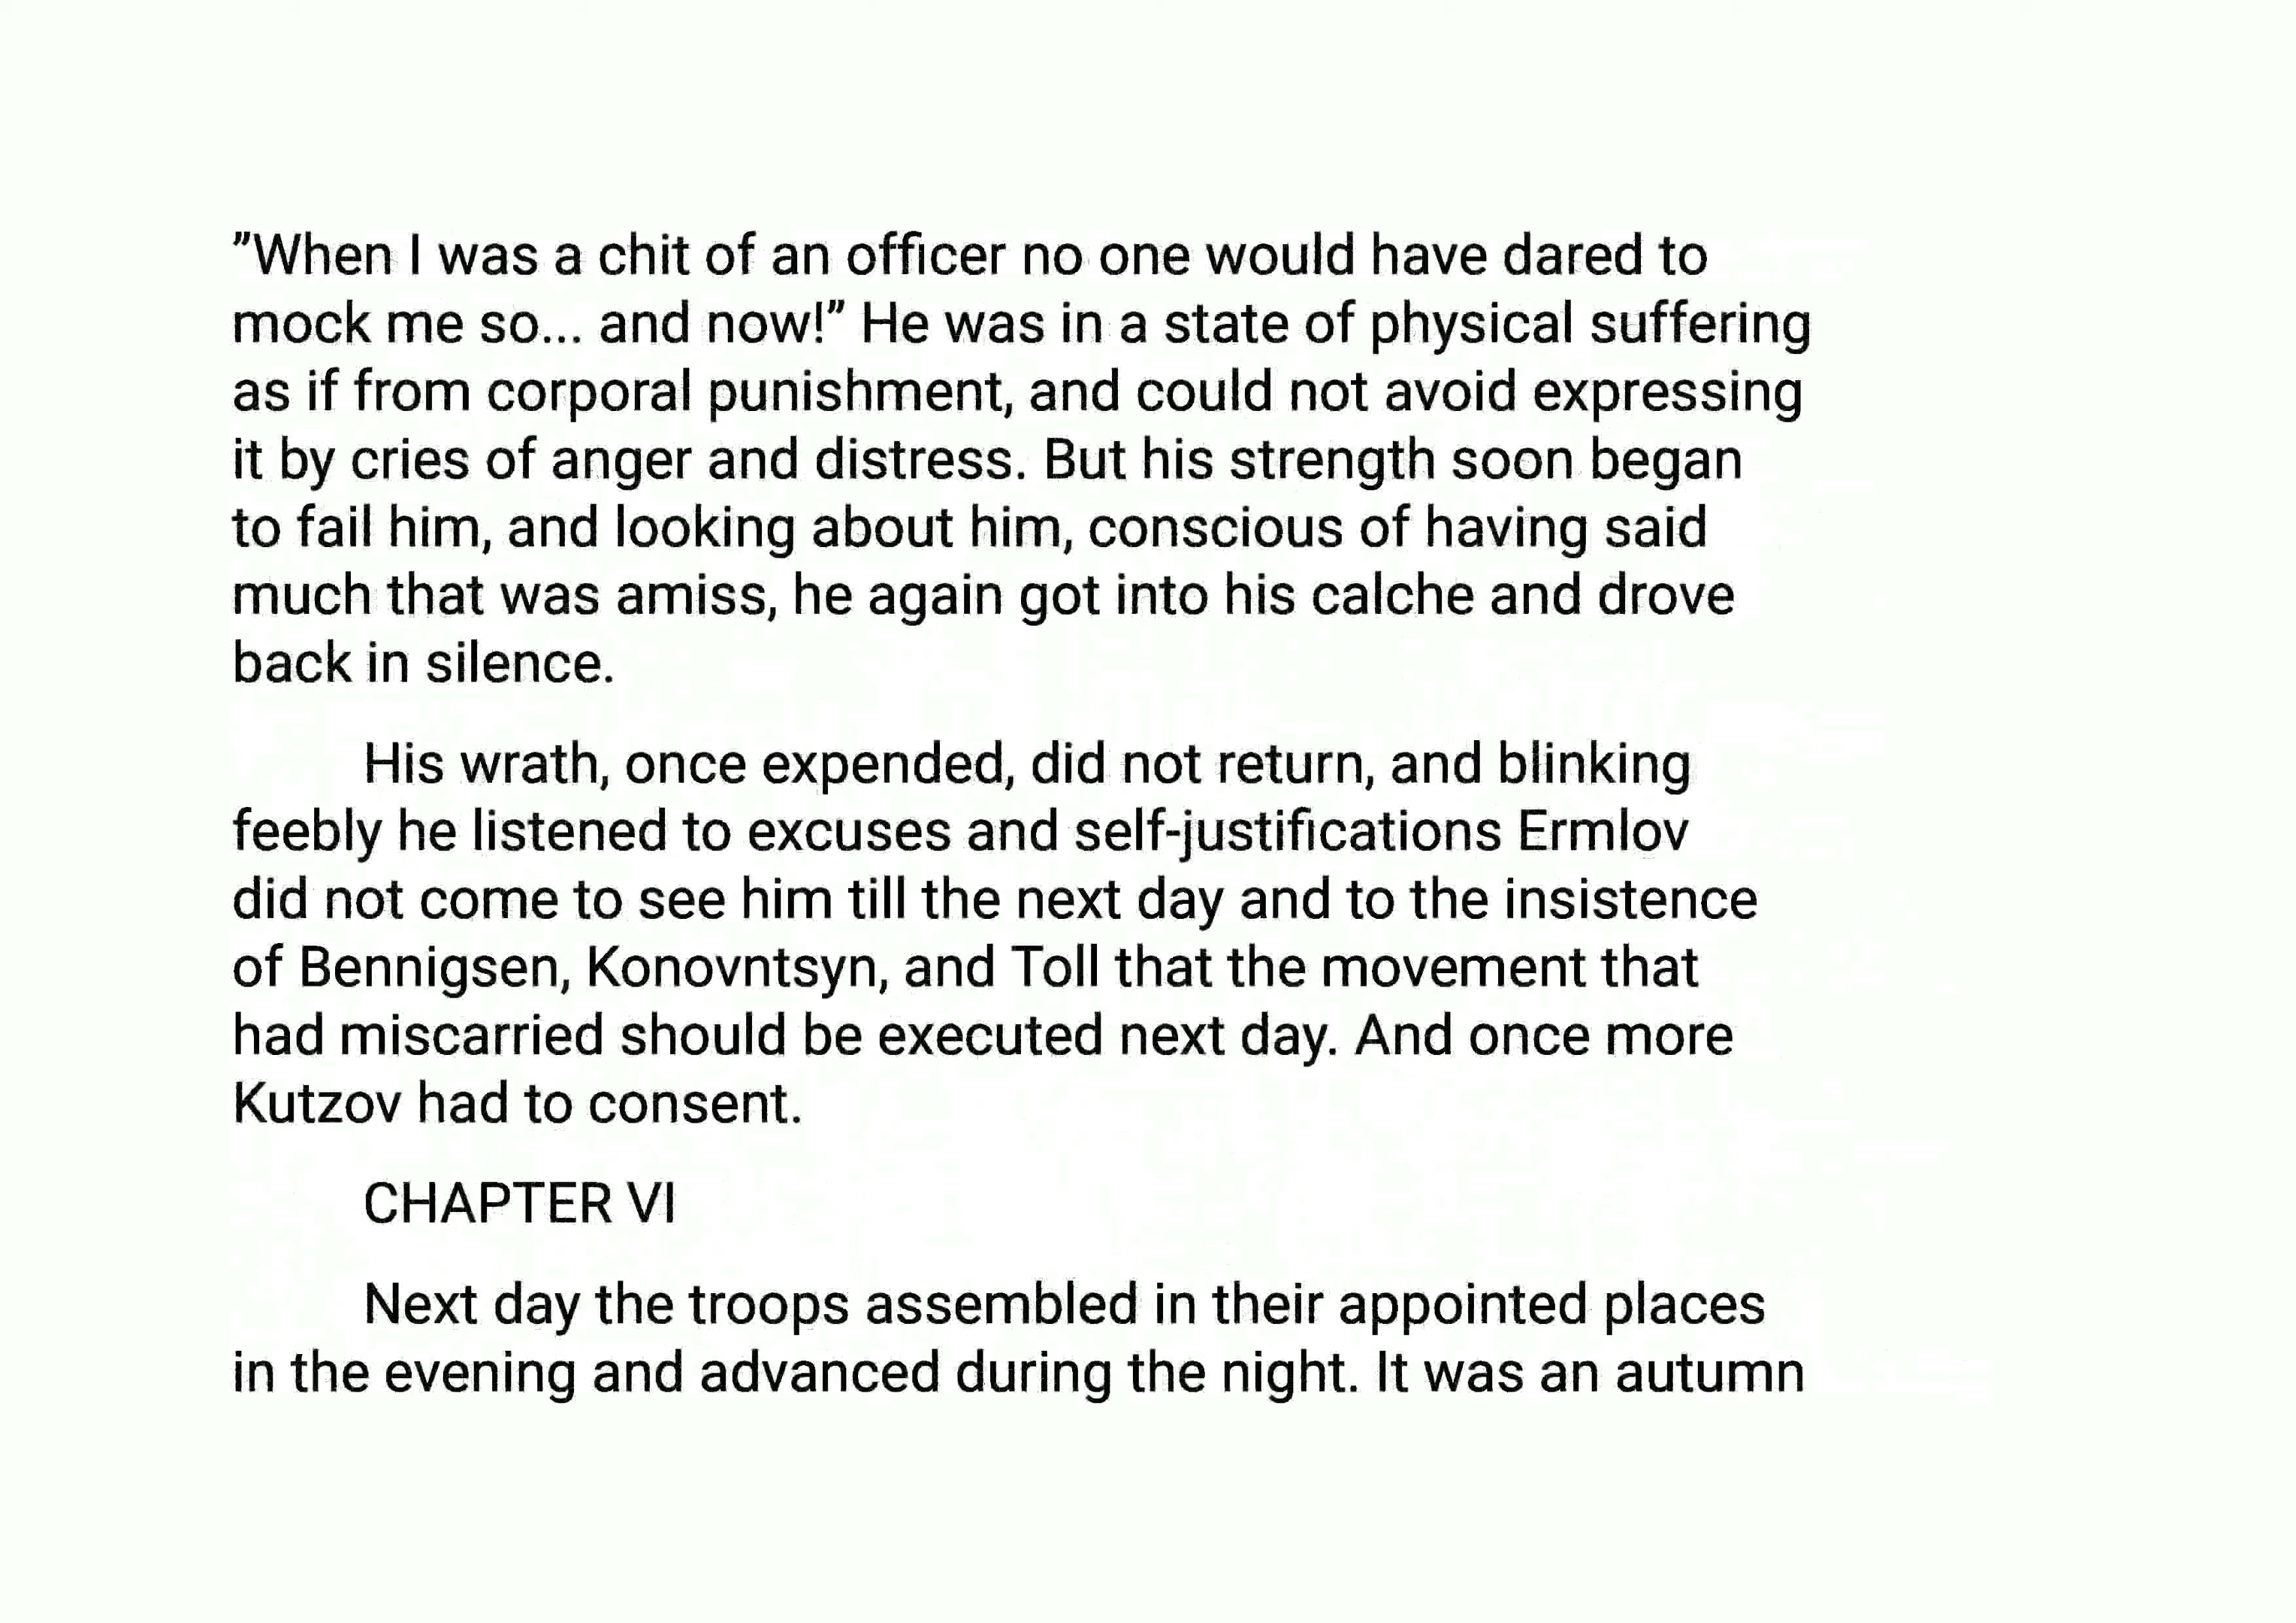 ”When I was a chit of an officer no one would have dared to
mock me so... and now!” He was in a state of physical suffering
as if from corporal punishment, and could not avoid expressing
it by cries of anger and distress. But his strength soon began
to fail him, and looking about him, conscious of having said
much that was amiss, he again got into his calche and drove
back in silence.
His wrath, once expended, did not return, and blinking
feebly he listened to excuses and self-justifications Ermlov
did not come to see him till the next day and to the insistence
of Bennigsen, Konovntsyn, and Toll that the movement that
had miscarried should be executed next day. And once more
Kutzov had to consent.
CHAPTER VI
Next day the troops assembled in their appointed places
in the evening and advanced during the night. It was an autumn